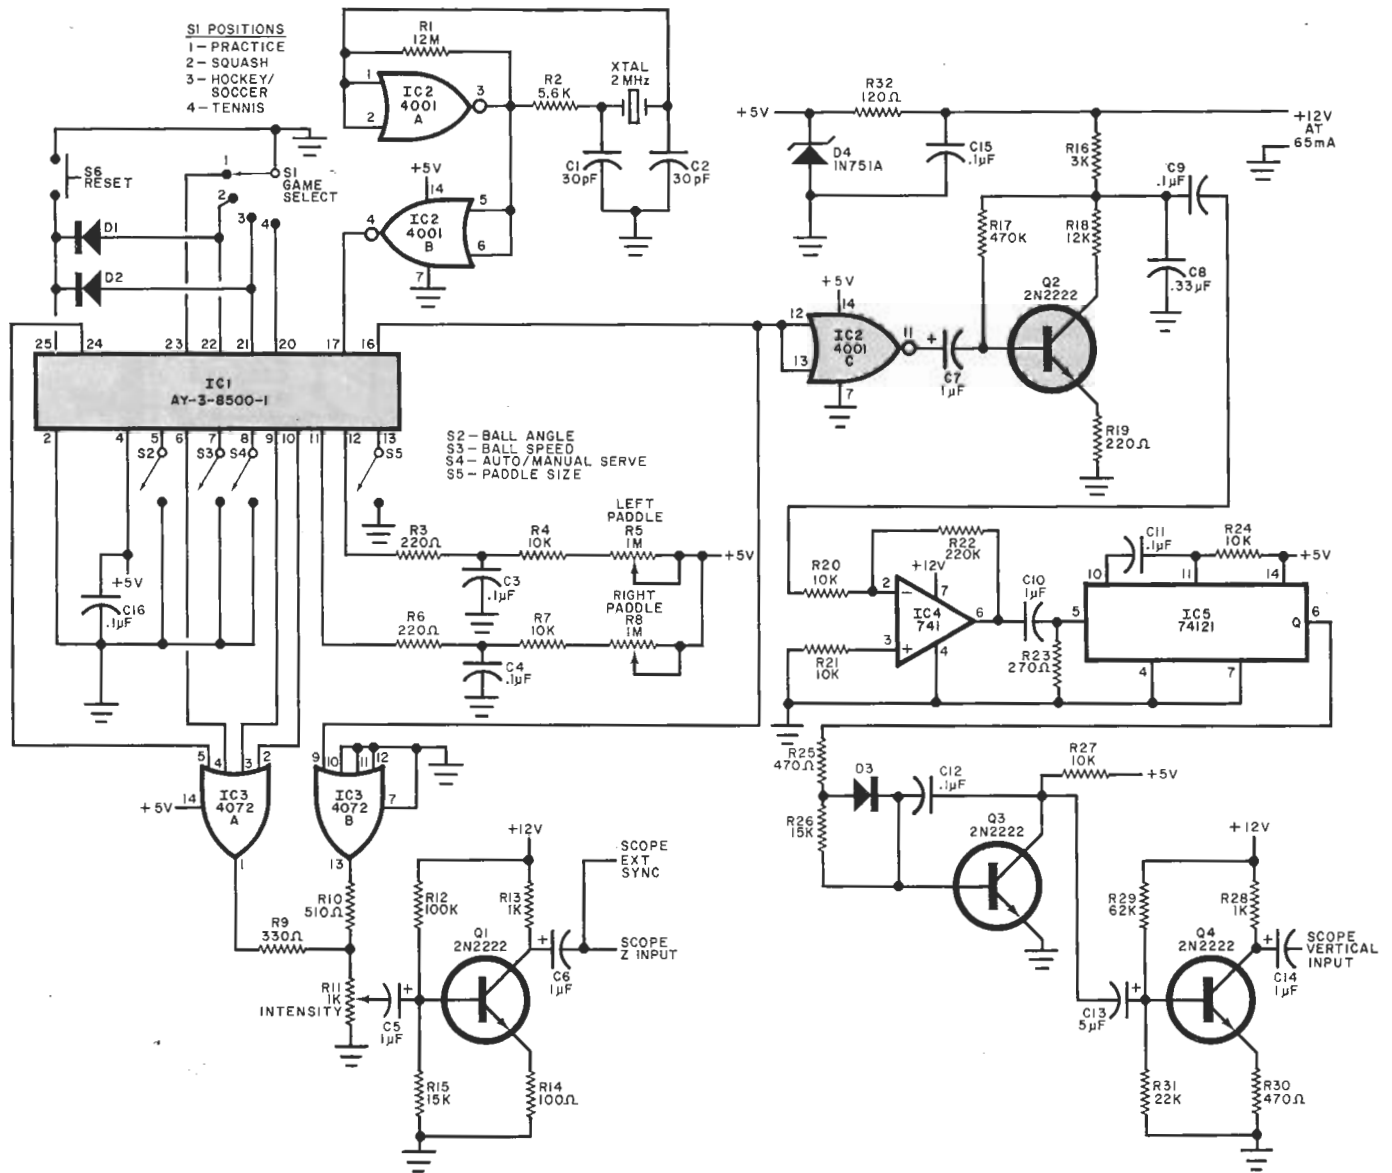 S1 POSITIONS
1 – PRACTICE
2 – SQUASH
3 – HOCKEY/
SOCCER
4 – TENNIS
R1
12M
1
2
3
IC2
4001
A
R2
5.6K
XTAL
2MHz
C1
30pF
C2
30pF
+5V
14
4
5
6
7
IC2
4001
B
S6
RESET
1
2
3
4
S1
GAME
SELECT
D1
D2
+5V
R32
120Ω
+12V
AT
65mA
D4
1N751A
C15
.1µF
R16
3K
C9
.1µF
R17
470K
R18
12K
C8
.33µF
Q2
2N2222
R19
220Ω
+5V
14
12
13
11
7
IC2
4001
C
+
C7
1µF
25
24
23
22
21
20
17
16
IC1
AY-3-8500-1
2
4
5
6
7
8
9
10
11
12
13
S2
S3
S4
S5
S2 – BALL ANGLE
S3 – BALL SPEED
S4 – AUTO/MANUAL SERVE
S5 – PADDLE SIZE
+5V
C16
.1µF
R3
220Ω
R4
10K
LEFT
PADDLE
R5
1M
+5V
C3
.1µF
R6
220Ω
R7
10K
RIGHT
PADDLE
R8
1M
C4
.1µF
R20
10K
R21
10K
R22
220K
+12V
7
2
3
6
4
–
+
IC4
741
C10
1µF
R23
270Ω
C11
.1µF
R24
10K
+5V
10
11
14
5
6
4
7
IC5
74121
Q
5
4
3
2
+5V
14
IC3
4072
A
1
9
10
11
12
7
IC3
4072
B
13
R9
330Ω
R10
510Ω
R11
1K
INTENSITY
+
C5
1µF
R12
100K
+12V
R13
1K
Q1
2N2222
+
C6
1µF
SCOPE
EXT
SYNC
SCOPE
Z INPUT
R15
15K
R14
100Ω
R25
470Ω
R26
15K
D3
C12
.1µF
R27
10K
+5V
Q3
2N2222
C13
5µF
+
+12V
R29
62K
R28
1K
Q4
2N2222
+
C14
1µF
SCOPE
VERTICAL
INPUT
R31
22K
R30
470Ω